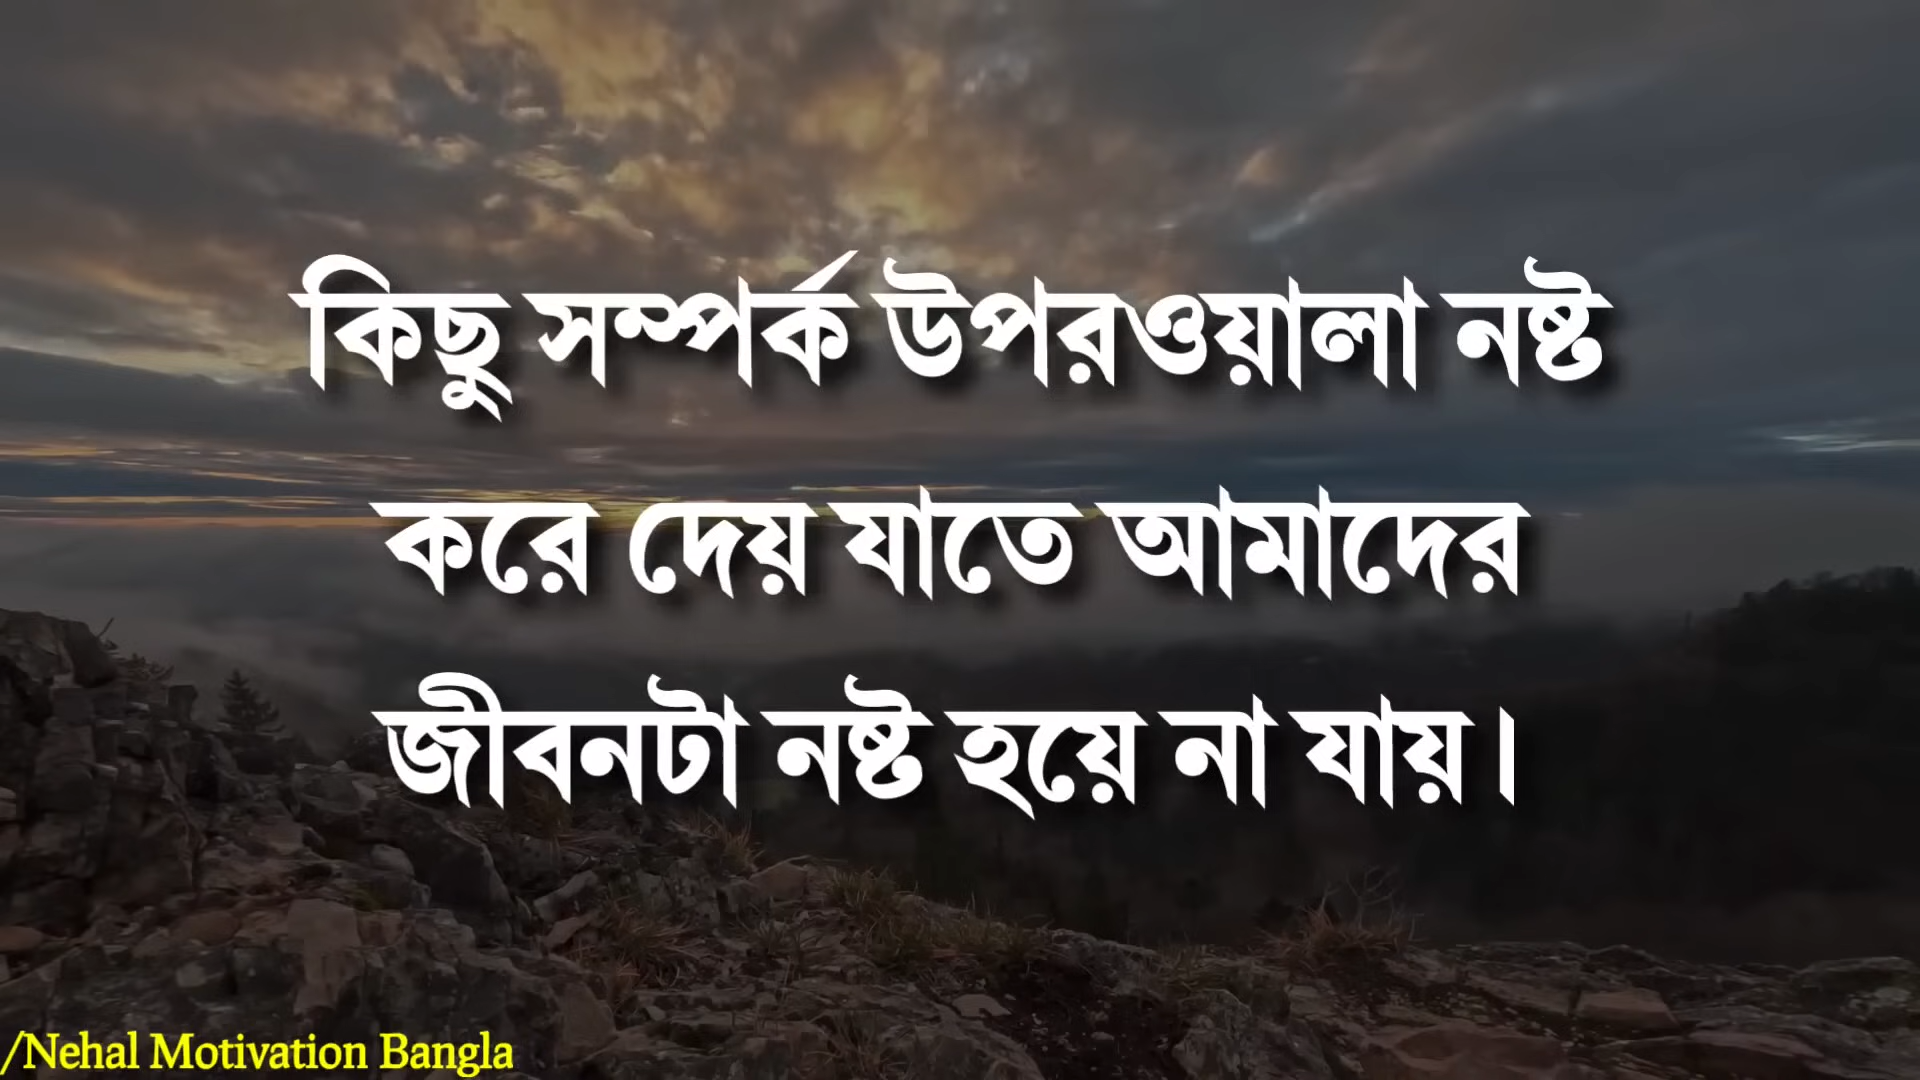 কিছু সম্পর্ক উপরওয়ালা নষ্ট
করে দেয় যাতে আমাদের
জীবনটা নষ্ট হয়ে না যায়।
/Nehal Motivation Bangla